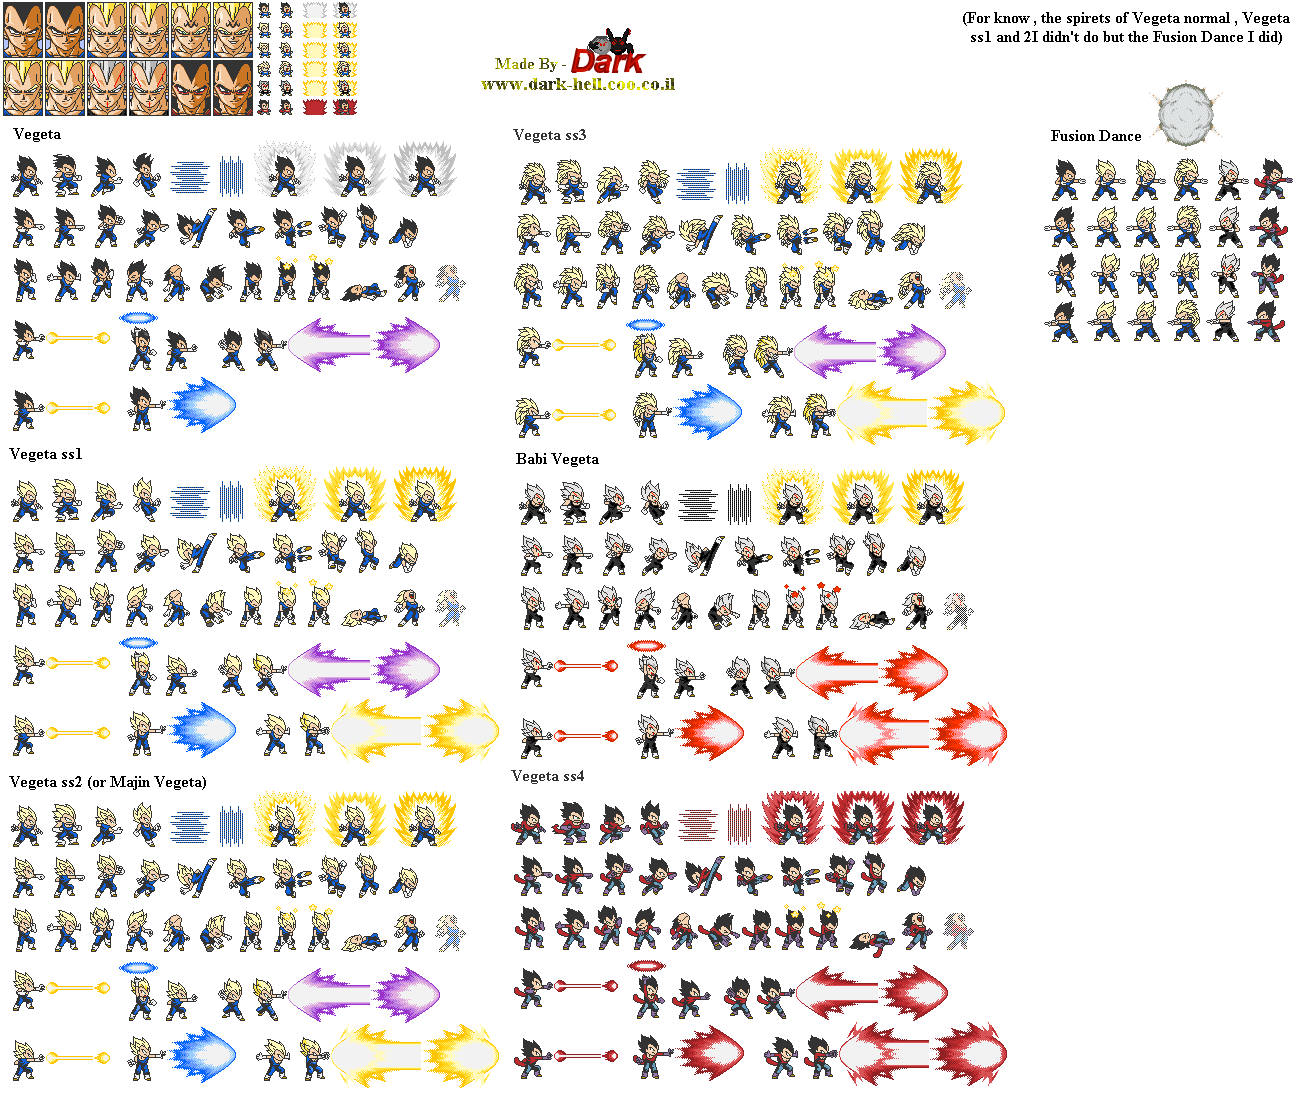 (For know , the spirets of Vegeta normal , Vegeta
ss1 and 2I didn't do but the Fusion Dance I did)
Made By - Dark
www.dark-hell.coo.co.il
Vegeta
Vegeta ss3
Fusion Dance
Vegeta ss1
Babi Vegeta
Vegeta ss2 (or Majin Vegeta)
Vegeta ss4